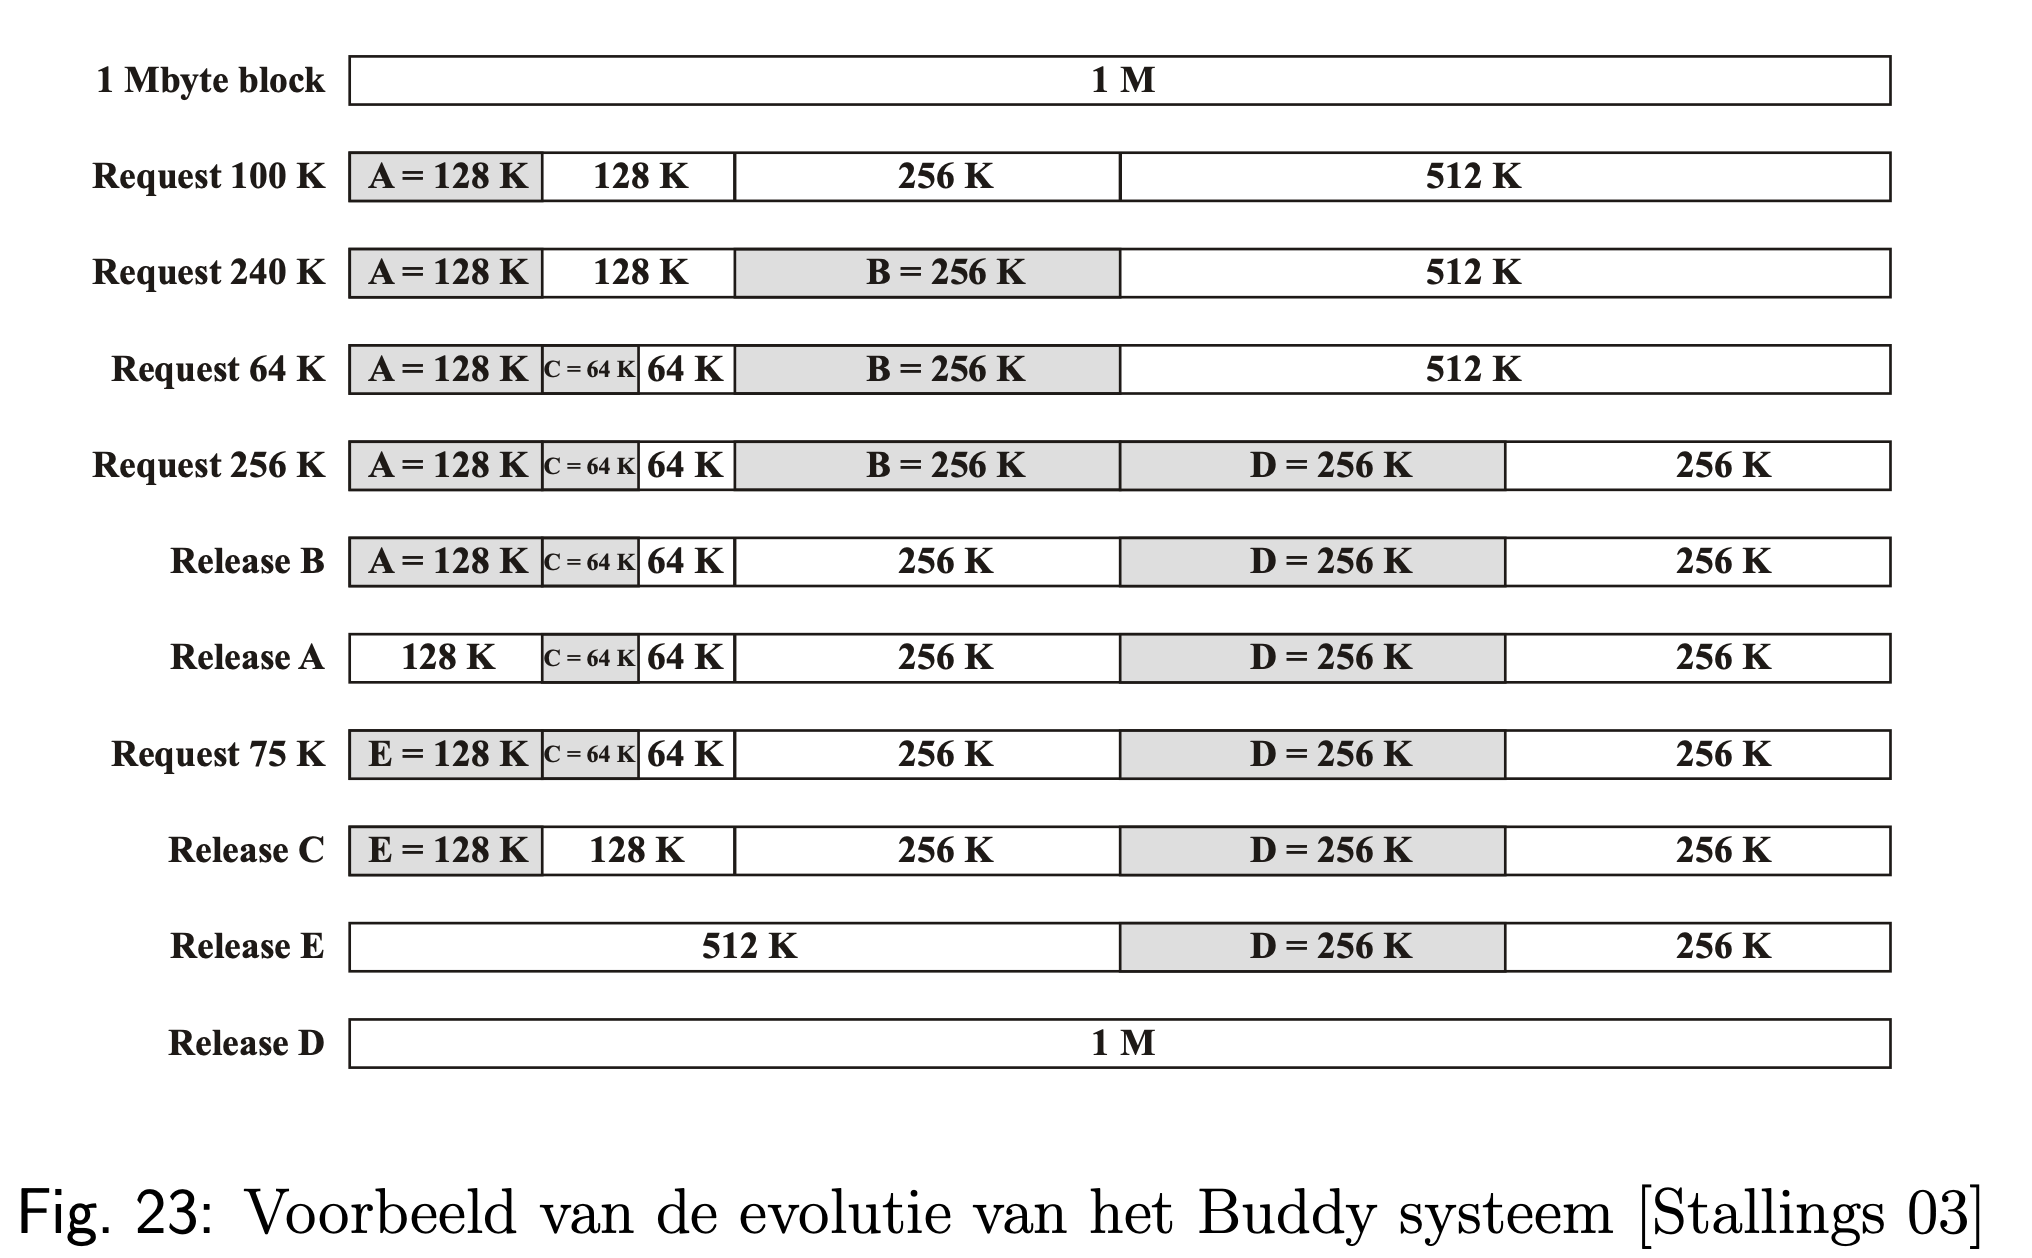 1 Mbyte block 1 M
Request 100 K A = 128 K 128 K 256 K 512 K
Request 240 K A = 128 K 128 K B = 256 K 512 K
Request 64 K A = 128 K C = 64 K 64 K B = 256 K 512 K
Request 256 K A = 128 K C = 64 K 64 K B = 256 K D = 256 K 256 K
Release B A = 128 K C = 64 K 64 K 256 K D = 256 K 256 K
Release A 128 K C = 64 K 64 K 256 K D = 256 K 256 K
Request 75 K E = 128 K C = 64 K 64 K 256 K D = 256 K 256 K
Release C E = 128 K 128 K 256 K D = 256 K 256 K
Release E 512 K D = 256 K 256 K
Release D 1 M
Fig. 23: Voorbeeld van de evolutie van het Buddy systeem [Stallings 03]